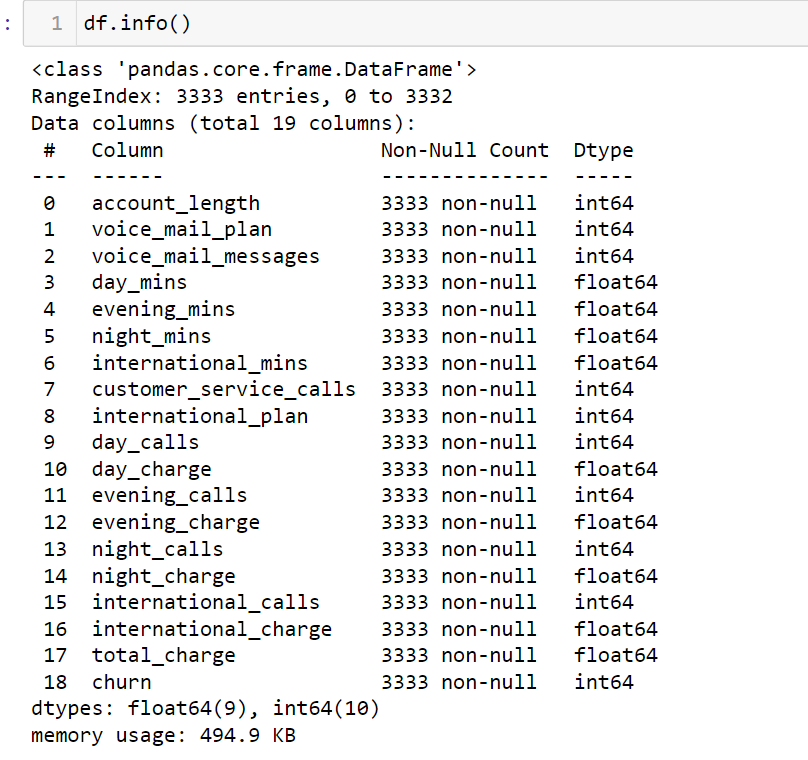 : 1 df.info()
<class 'pandas.core.frame.DataFrame'>
RangeIndex: 3333 entries, 0 to 3332
Data columns (total 19 columns):
 #   Column                  Non-Null Count  Dtype
---  ------                  --------------  -----
 0   account_length          3333 non-null   int64
 1   voice_mail_plan         3333 non-null   int64
 2   voice_mail_messages     3333 non-null   int64
 3   day_mins                3333 non-null   float64
 4   evening_mins            3333 non-null   float64
 5   night_mins              3333 non-null   float64
 6   international_mins      3333 non-null   float64
 7   customer_service_calls  3333 non-null   int64
 8   international_plan      3333 non-null   int64
 9   day_calls               3333 non-null   int64
 10  day_charge              3333 non-null   float64
 11  evening_calls           3333 non-null   int64
 12  evening_charge          3333 non-null   float64
 13  night_calls             3333 non-null   int64
 14  night_charge            3333 non-null   float64
 15  international_calls     3333 non-null   int64
 16  international_charge    3333 non-null   float64
 17  total_charge            3333 non-null   float64
 18  churn                   3333 non-null   int64
dtypes: float64(9), int64(10)
memory usage: 494.9 KB